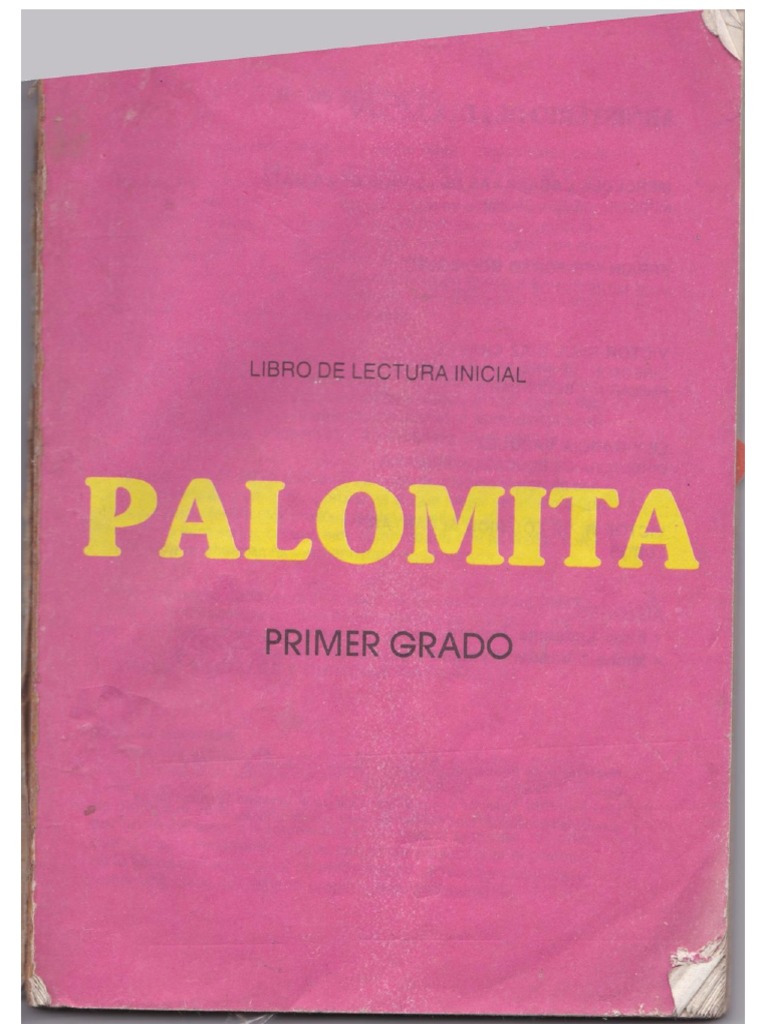 LIBRO DE LECTURA INICIAL
PALOMITA
PRIMER GRADO